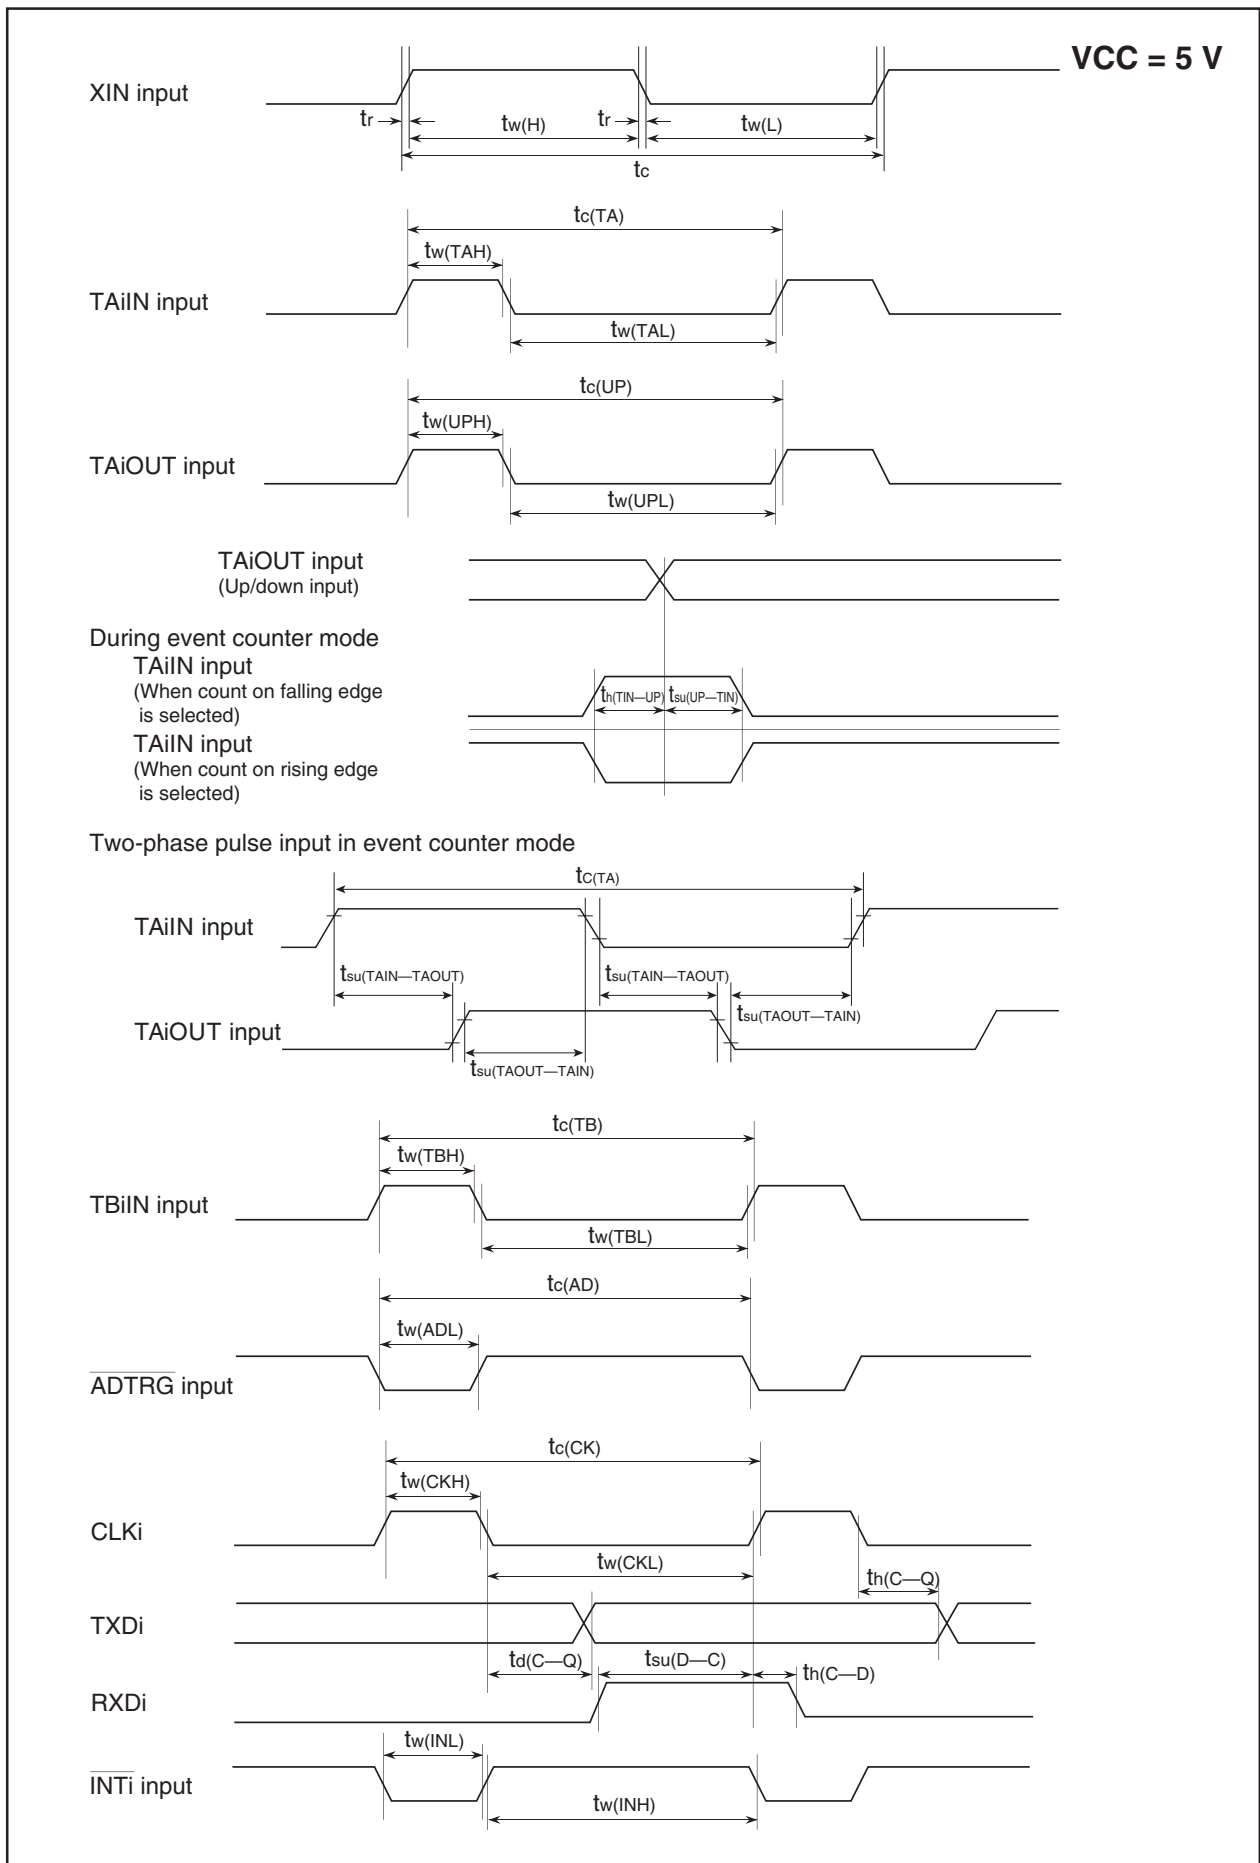 VCC = 5 V
XIN input
tr
tw(H)
tr
tw(L)
tc
tc(TA)
tw(TAH)
TAiIN input
tw(TAL)
tc(UP)
tw(UPH)
TAiOUT input
tw(UPL)
TAiOUT input
(Up/down input)
During event counter mode
TAiIN input
(When count on falling edge
is selected)
th(TIN—UP)
tsu(UP—TIN)
TAiIN input
(When count on rising edge
is selected)
Two-phase pulse input in event counter mode
tC(TA)
TAiIN input
tsu(TAIN—TAOUT)
tsu(TAIN—TAOUT)
tsu(TAOUT—TAIN)
TAiOUT input
tsu(TAOUT—TAIN)
tc(TB)
tw(TBH)
TBiIN input
tw(TBL)
tc(AD)
tw(ADL)
ADTRG input
tc(CK)
tw(CKH)
CLKi
tw(CKL)
th(C—Q)
TXDi
td(C—Q)
tsu(D—C)
th(C—D)
RXDi
tw(INL)
INTi input
tw(INH)